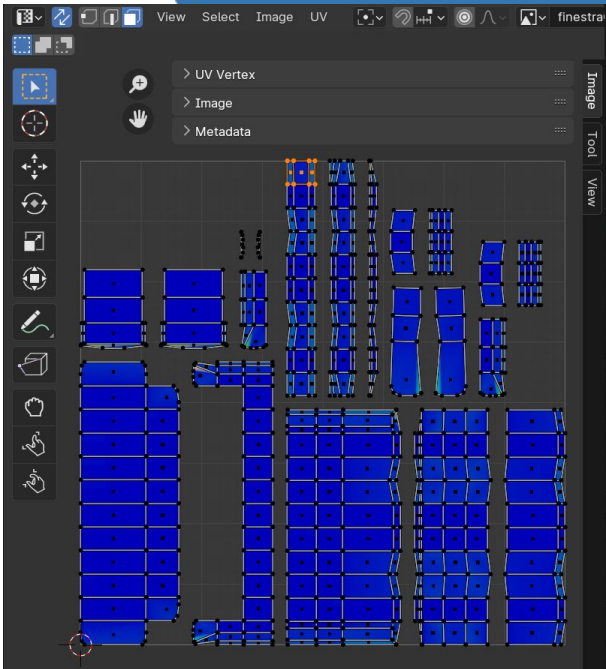 View Select Image UV finestra
UV Vertex
Image
Metadata
Image
Tool
View